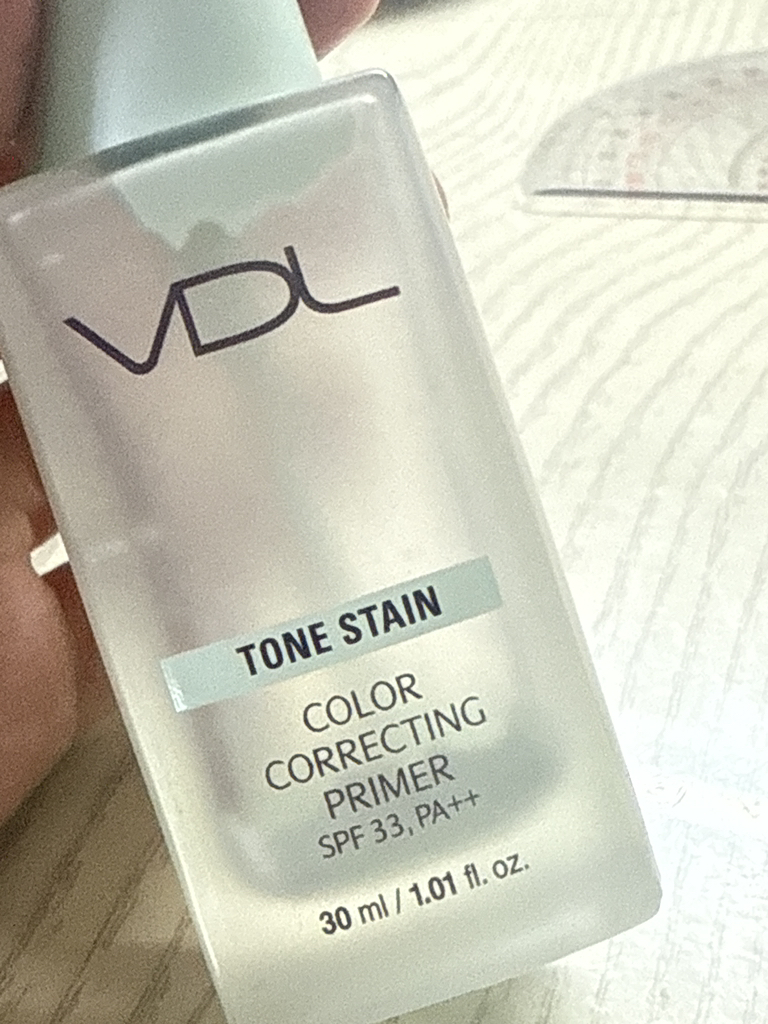 VDL
TONE STAIN
COLOR
CORRECTING
PRIMER
SPF 33, PA++
30 ml / 1.01 fl. oz.